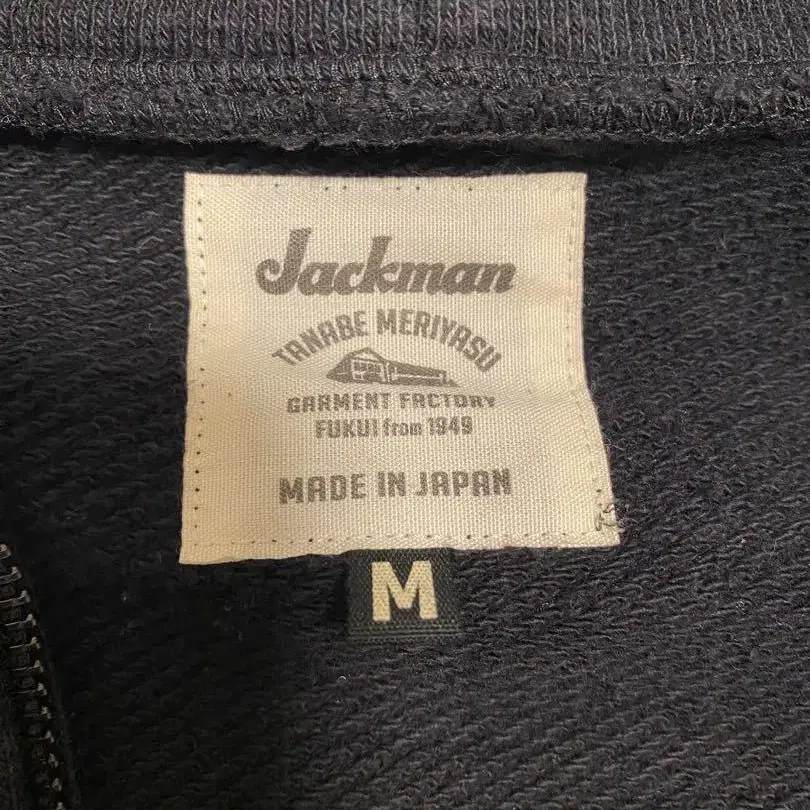 Jackman
TANABE MERIYASU
GARMENT FACTORY
FUKUI from 1949
MADE IN JAPAN
M